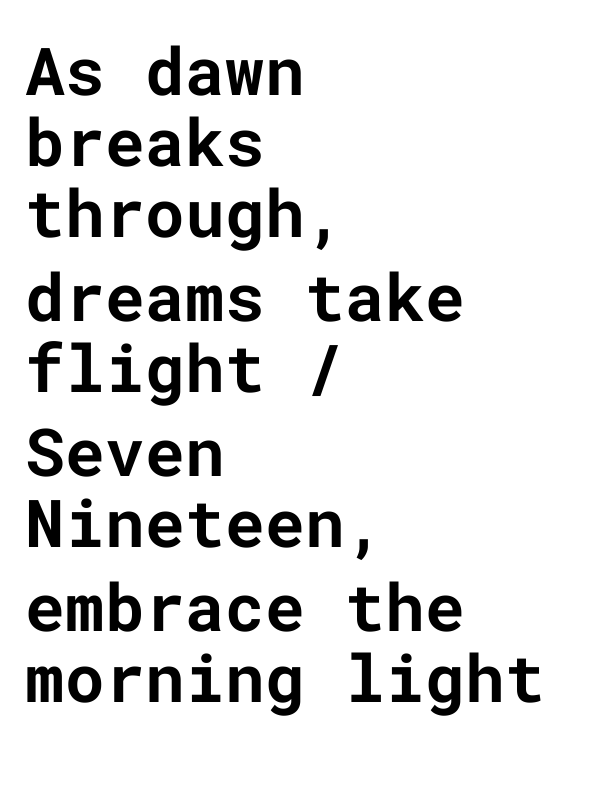 As dawn
breaks
through,
dreams take
flight /
Seven
Nineteen,
embrace the
morning light